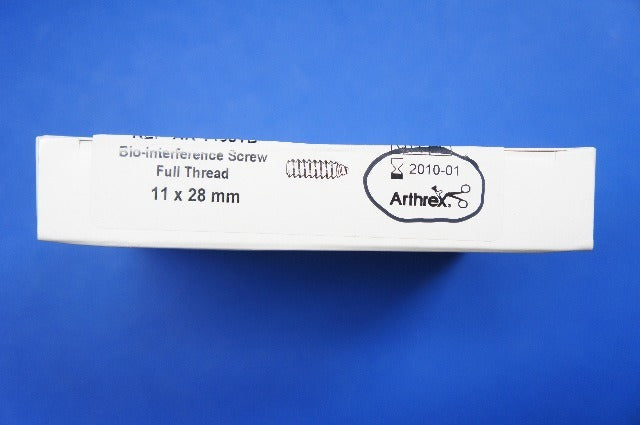 Bio-Interference Screw
Full Thread
11 x 28 mm
2010-01
Arthrex®